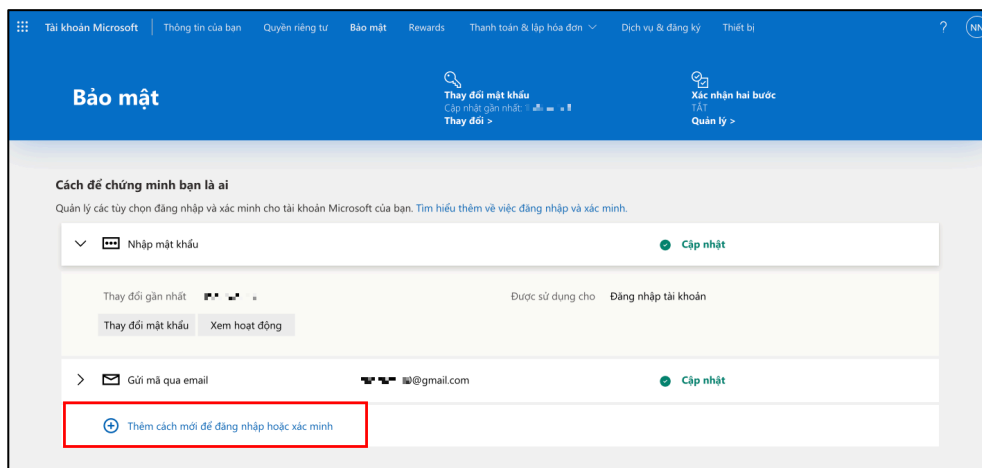 Tài khoản Microsoft Thông tin của bạn Quyền riêng tư Bảo mật Rewards Thanh toán & lập hóa đơn Dịch vụ & đăng ký Thiết bị ? NN
Bảo mật
Thay đổi mật khẩu
Cập nhật gần nhất:
Thay đổi >
Xác nhận hai bước
TẮT
Quản lý >
Cách để chứng minh bạn là ai
Quản lý các tùy chọn đăng nhập và xác minh cho tài khoản Microsoft của bạn. Tìm hiểu thêm về việc đăng nhập và xác minh.
Nhập mật khẩu Cập nhật
Thay đổi gần nhất Được sử dụng cho Đăng nhập tài khoản
Thay đổi mật khẩu Xem hoạt động
Gửi mã qua email @gmail.com Cập nhật
Thêm cách mới để đăng nhập hoặc xác minh